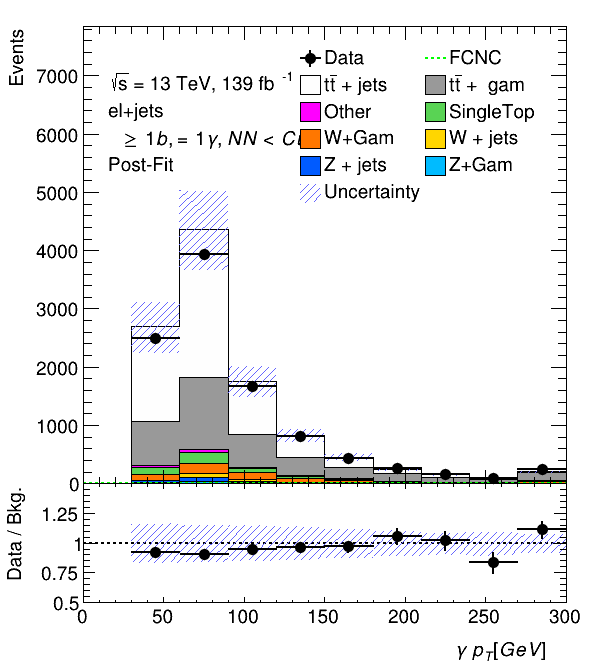 Events
7000
6000
5000
4000
3000
2000
1000
0
√s = 13 TeV, 139 fb⁻¹
el+jets
≥ 1b, = 1γ, NN <
Post-Fit
Data
FCNC
tt̄ + jets
tt̄ + gam
Other
SingleTop
W+Gam
W + jets
Z + jets
Z+Gam
Uncertainty
Data / Bkg.
1.25
1
0.75
0.5
0 50 100 150 200 250 300
γ p_T[GeV]